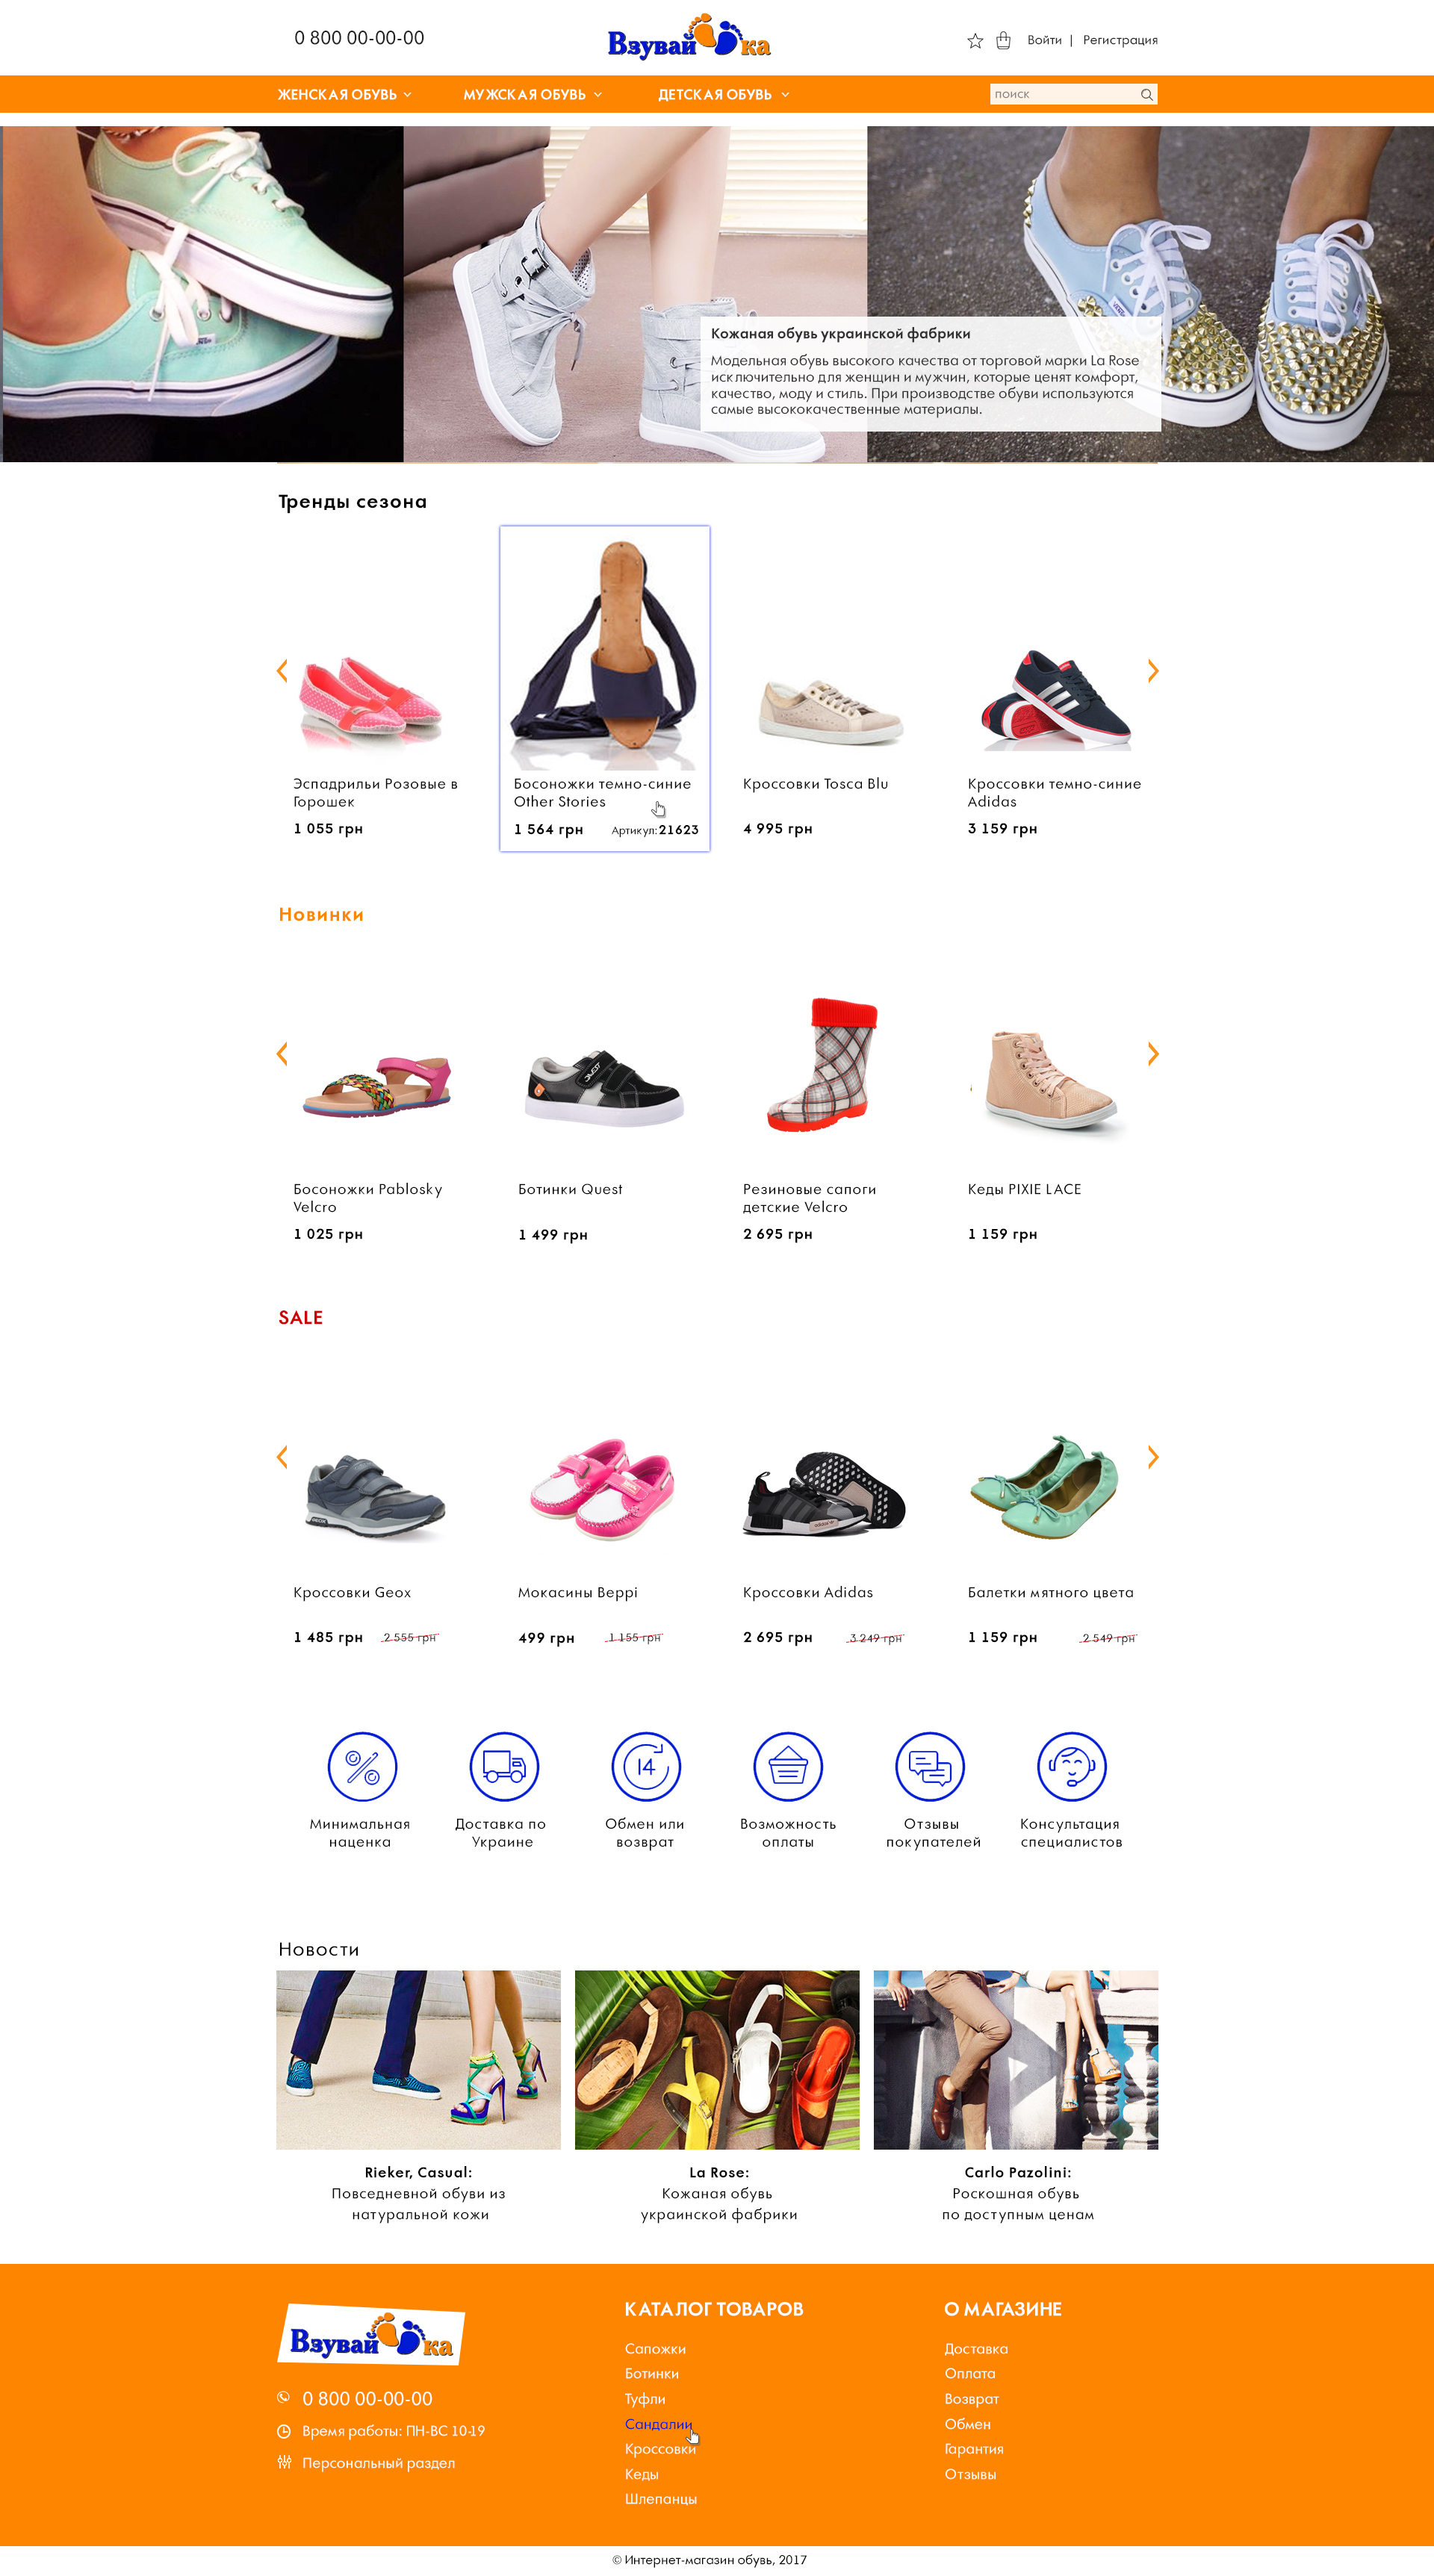 0 800 00-00-00
Взувайка
Войти | Регистрация
ЖЕНСКАЯ ОБУВЬ МУЖСКАЯ ОБУВЬ ДЕТСКАЯ ОБУВЬ
поиск
Кожаная обувь украинской фабрики
Модельная обувь высокого качества от торговой марки La Rose
исключительно для женщин и мужчин, которые ценят комфорт,
качество, моду и стиль. При производстве обуви используются
самые высококачественные материалы.
Тренды сезона
Эспадрильи Розовые в
Горошек
1 055 грн
Босоножки темно-синие
Other Stories
1 564 грн Артикул:21623
Кроссовки Tosca Blu
4 995 грн
Кроссовки темно-синие
Adidas
3 159 грн
Новинки
Босоножки Pablosky
Velcro
1 025 грн
Ботинки Quest
1 499 грн
Резиновые сапоги
детские Velcro
2 695 грн
Кеды PIXIE LACE
1 159 грн
SALE
Кроссовки Geox
1 485 грн 2 555 грн
Мокасины Beppi
499 грн 1 155 грн
Кроссовки Adidas
2 695 грн 3 249 грн
Балетки мятного цвета
1 159 грн 2 549 грн
Минимальная
наценка
Доставка по
Украине
14
Обмен или
возврат
Возможность
оплаты
Отзывы
покупателей
Консультация
специалистов
Новости
Rieker, Casual:
Повседневной обуви из
натуральной кожи
La Rose:
Кожаная обувь
украинской фабрики
Carlo Pazolini:
Роскошная обувь
по доступным ценам
Взувайка
0 800 00-00-00
Время работы: ПН-ВС 10-19
Персональный раздел
КАТАЛОГ ТОВАРОВ
Сапожки
Ботинки
Туфли
Сандалии
Кроссовки
Кеды
Шлепанцы
О МАГАЗИНЕ
Доставка
Оплата
Возврат
Обмен
Гарантия
Отзывы
© Интернет-магазин обувь, 2017